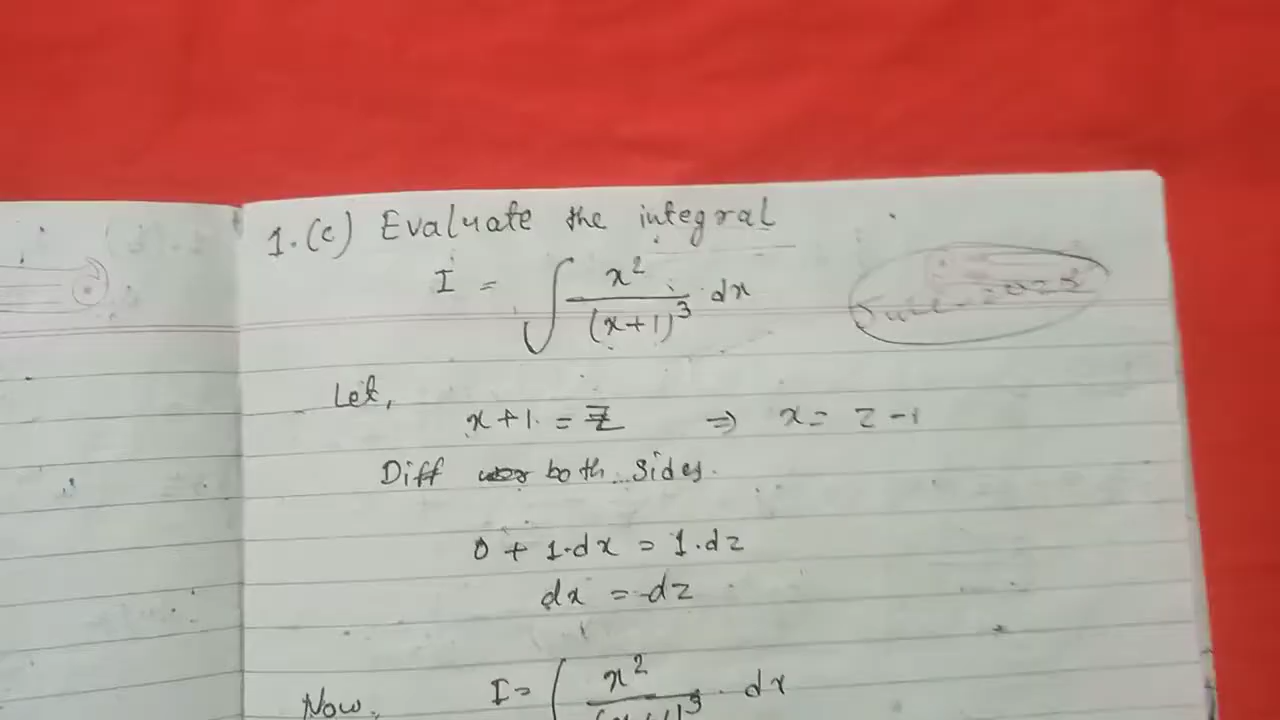 1.(c) Evaluate the integral
I = ∫ x² / (x+1)³ · dx
Let,
x+1 = z ⇒ x = z-1
Diff both sides.
0 + 1·dx = 1·dz
dx = dz
Now, I = ∫ x² / (x+1)³ · dx